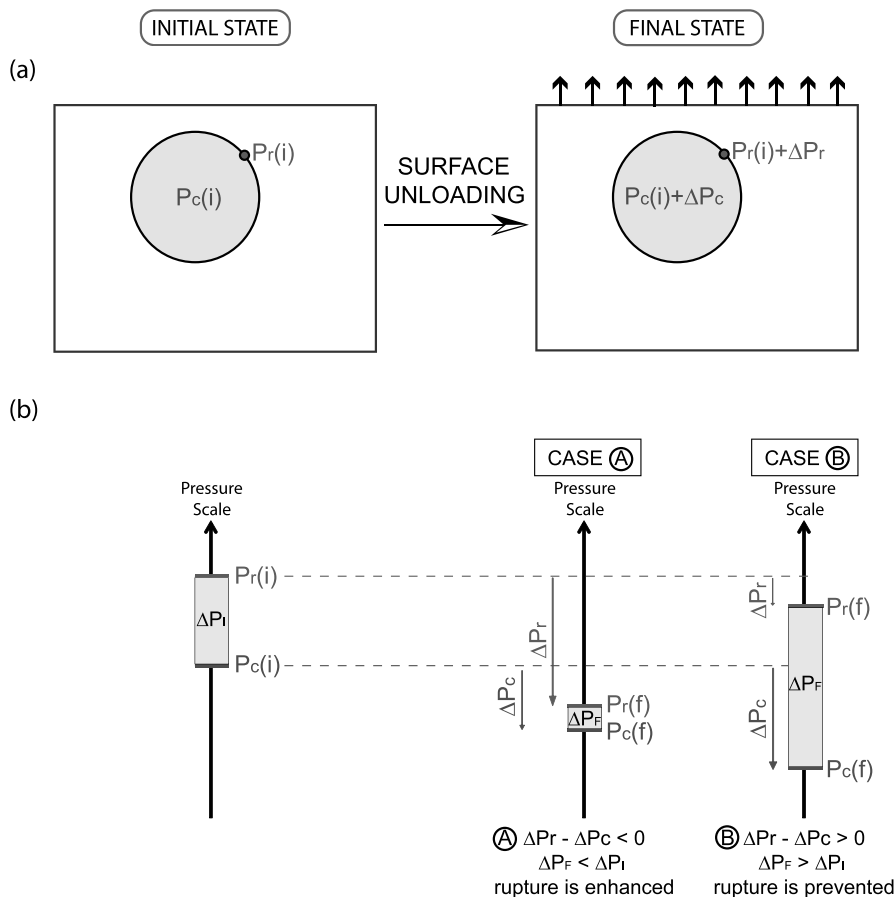 INITIAL STATE
FINAL STATE
(a)
Pr(i)
Pc(i)
SURFACE
UNLOADING
Pr(i)+ΔPr
Pc(i)+ΔPc
(b)
CASE Ⓐ
CASE Ⓑ
Pressure
Scale
Pressure
Scale
Pressure
Scale
Pr(i)
ΔPI
Pc(i)
ΔPr
ΔPc
Pr(f)
ΔPF
Pc(f)
ΔPr
Pr(f)
ΔPc
ΔPF
Pc(f)
Ⓐ ΔPr - ΔPc < 0
ΔPF < ΔPI
rupture is enhanced
Ⓑ ΔPr - ΔPc > 0
ΔPF > ΔPI
rupture is prevented